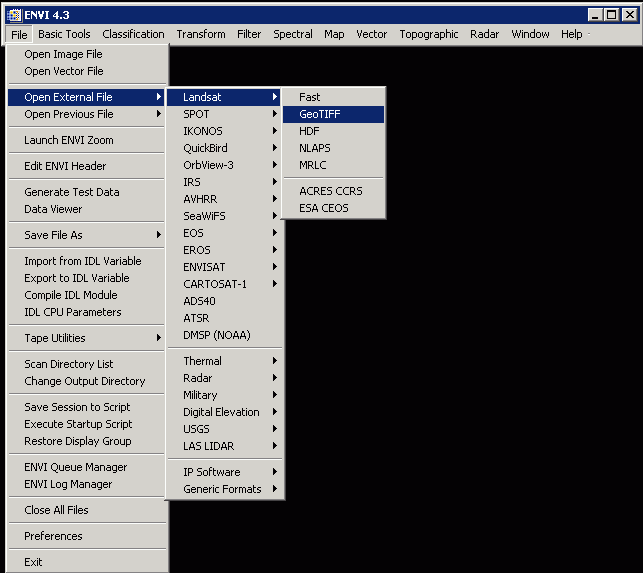 ENVI 4.3
File Basic Tools Classification Transform Filter Spectral Map Vector Topographic Radar Window Help
Open Image File
Open Vector File
Open External File
Open Previous File
Launch ENVI Zoom
Edit ENVI Header
Generate Test Data
Data Viewer
Save File As
Import from IDL Variable
Export to IDL Variable
Compile IDL Module
IDL CPU Parameters
Tape Utilities
Scan Directory List
Change Output Directory
Save Session to Script
Execute Startup Script
Restore Display Group
ENVI Queue Manager
ENVI Log Manager
Close All Files
Preferences
Exit
Landsat
SPOT
IKONOS
QuickBird
OrbView-3
IRS
AVHRR
SeaWiFS
EOS
EROS
ENVISAT
CARTOSAT-1
ADS40
ATSR
DMSP (NOAA)
Thermal
Radar
Military
Digital Elevation
USGS
LAS LIDAR
IP Software
Generic Formats
Fast
GeoTIFF
HDF
NLAPS
MRLC
ACRES CCRS
ESA CEOS